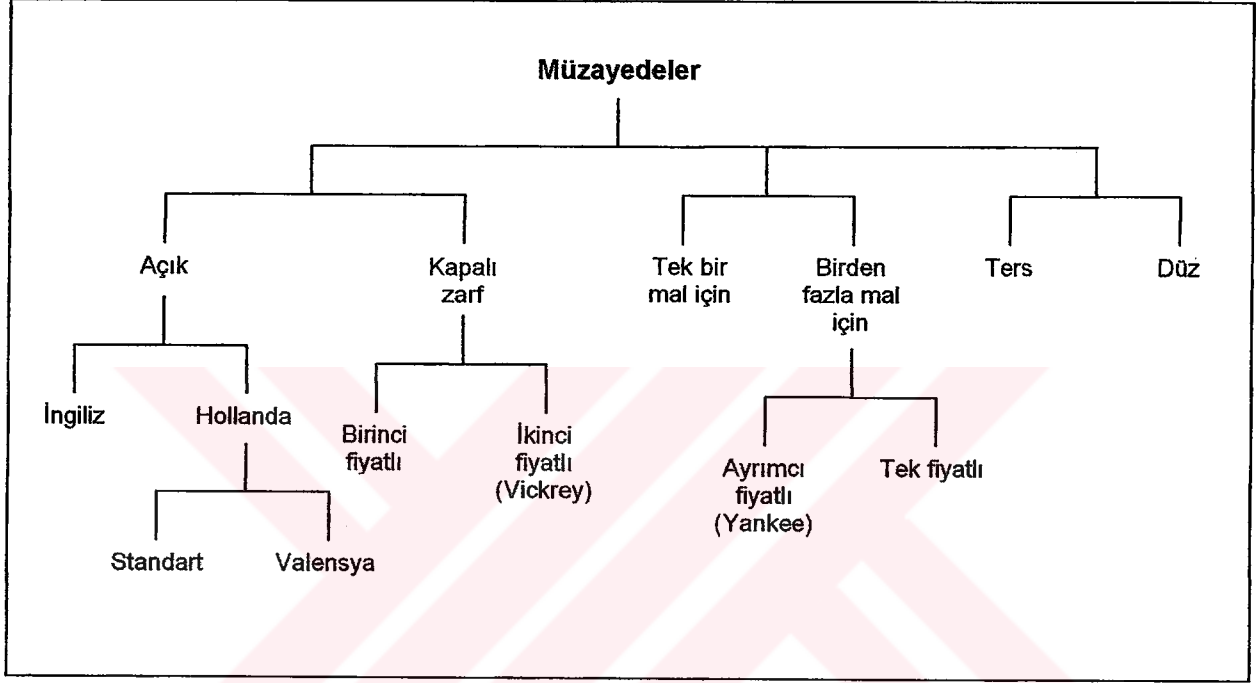 Müzayedeler
Açık
Kapalı
zarf
Tek bir
mal için
Birden
fazla mal
için
Ters
Düz
İngiliz
Hollanda
Birinci
fiyatlı
İkinci
fiyatlı
(Vickrey)
Ayrımcı
fiyatlı
(Yankee)
Tek fiyatlı
Standart
Valensya